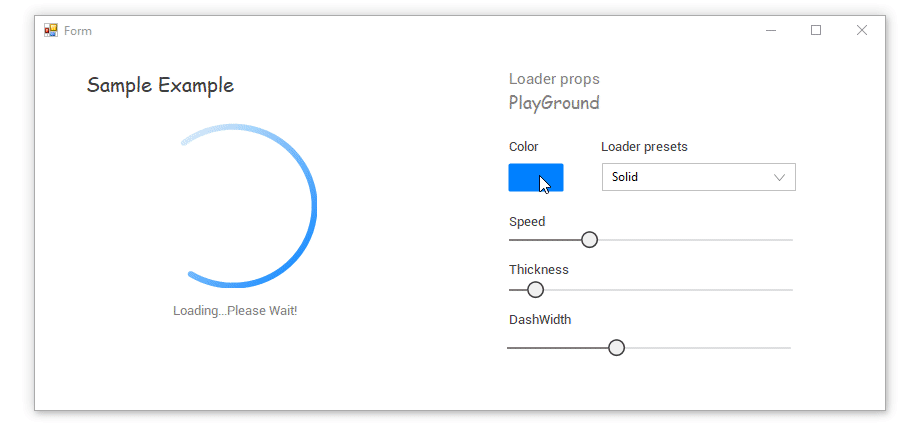 Form
Sample Example
Loading...Please Wait!
Loader props
PlayGround
Color
Loader presets
Solid
Speed
Thickness
DashWidth